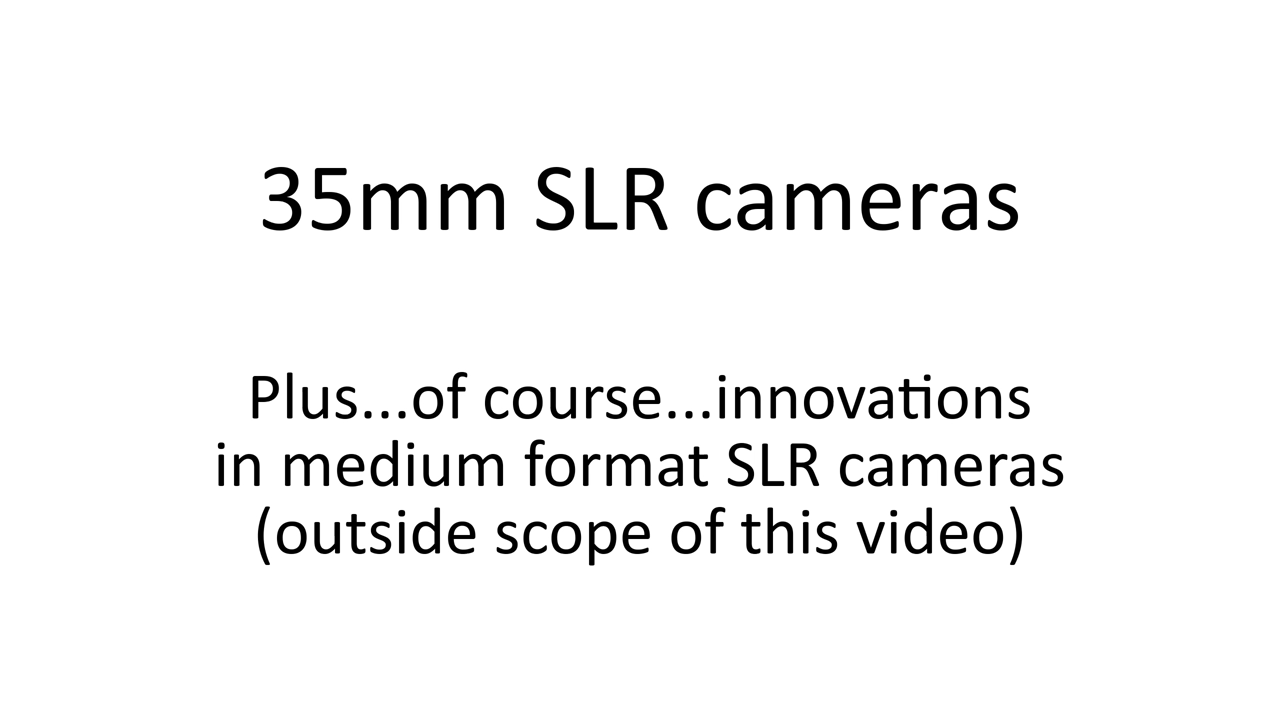 35mm SLR cameras
Plus...of course...innovations
in medium format SLR cameras
(outside scope of this video)